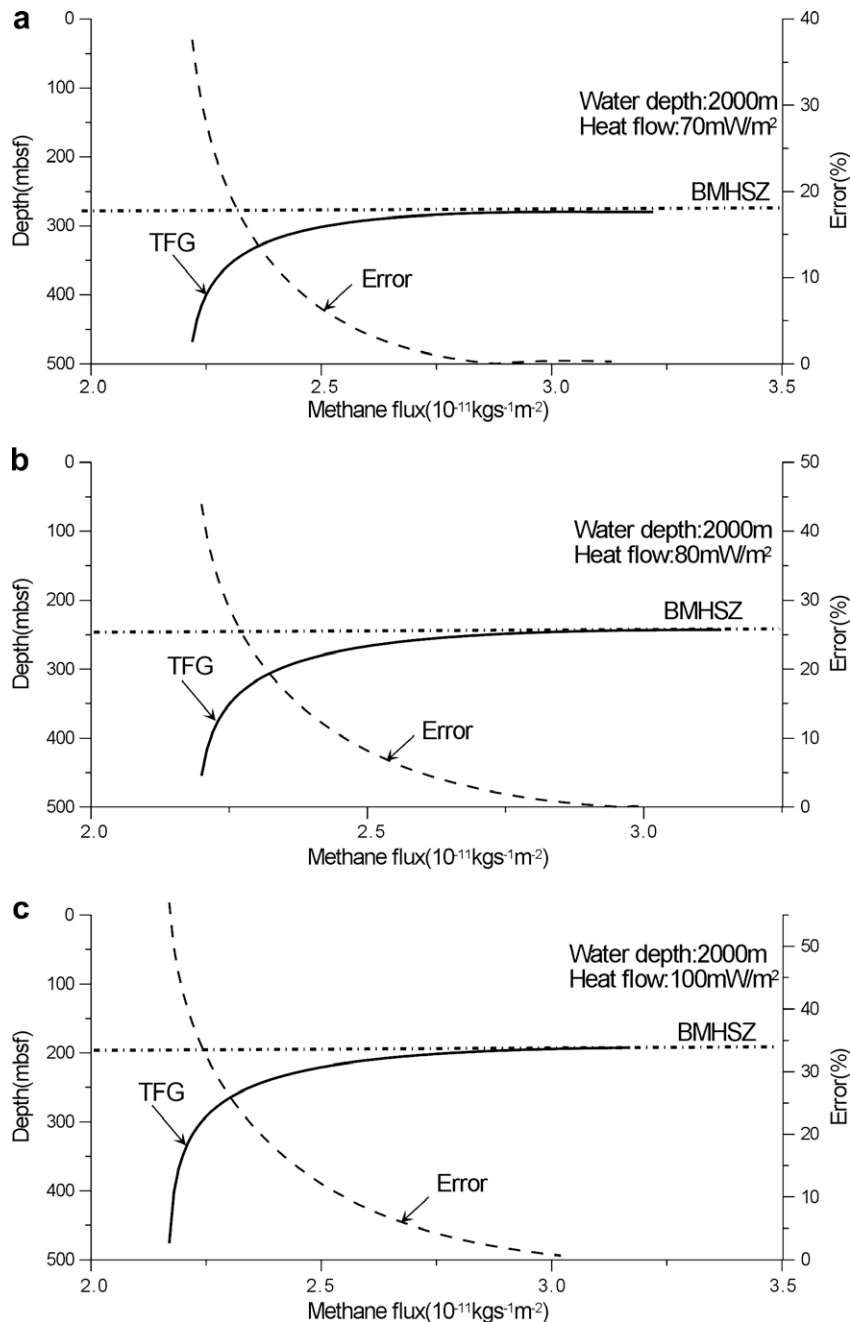 a
0
100
200
300
400
500
Depth(mbsf)
Water depth:2000m
Heat flow:70mW/m²
BMHSZ
TFG
Error
40
30
20
10
0
Error(%)
2.0
2.5
3.0
3.5
Methane flux(10⁻¹¹kgs⁻¹m⁻²)
b
0
100
200
300
400
500
Depth(mbsf)
Water depth:2000m
Heat flow:80mW/m²
BMHSZ
TFG
Error
50
40
30
20
10
0
Error(%)
2.0
2.5
3.0
Methane flux(10⁻¹¹kgs⁻¹m⁻²)
c
0
100
200
300
400
500
Depth(mbsf)
Water depth:2000m
Heat flow:100mW/m²
BMHSZ
TFG
Error
50
40
30
20
10
0
Error(%)
2.0
2.5
3.0
3.5
Methane flux(10⁻¹¹kgs⁻¹m⁻²)